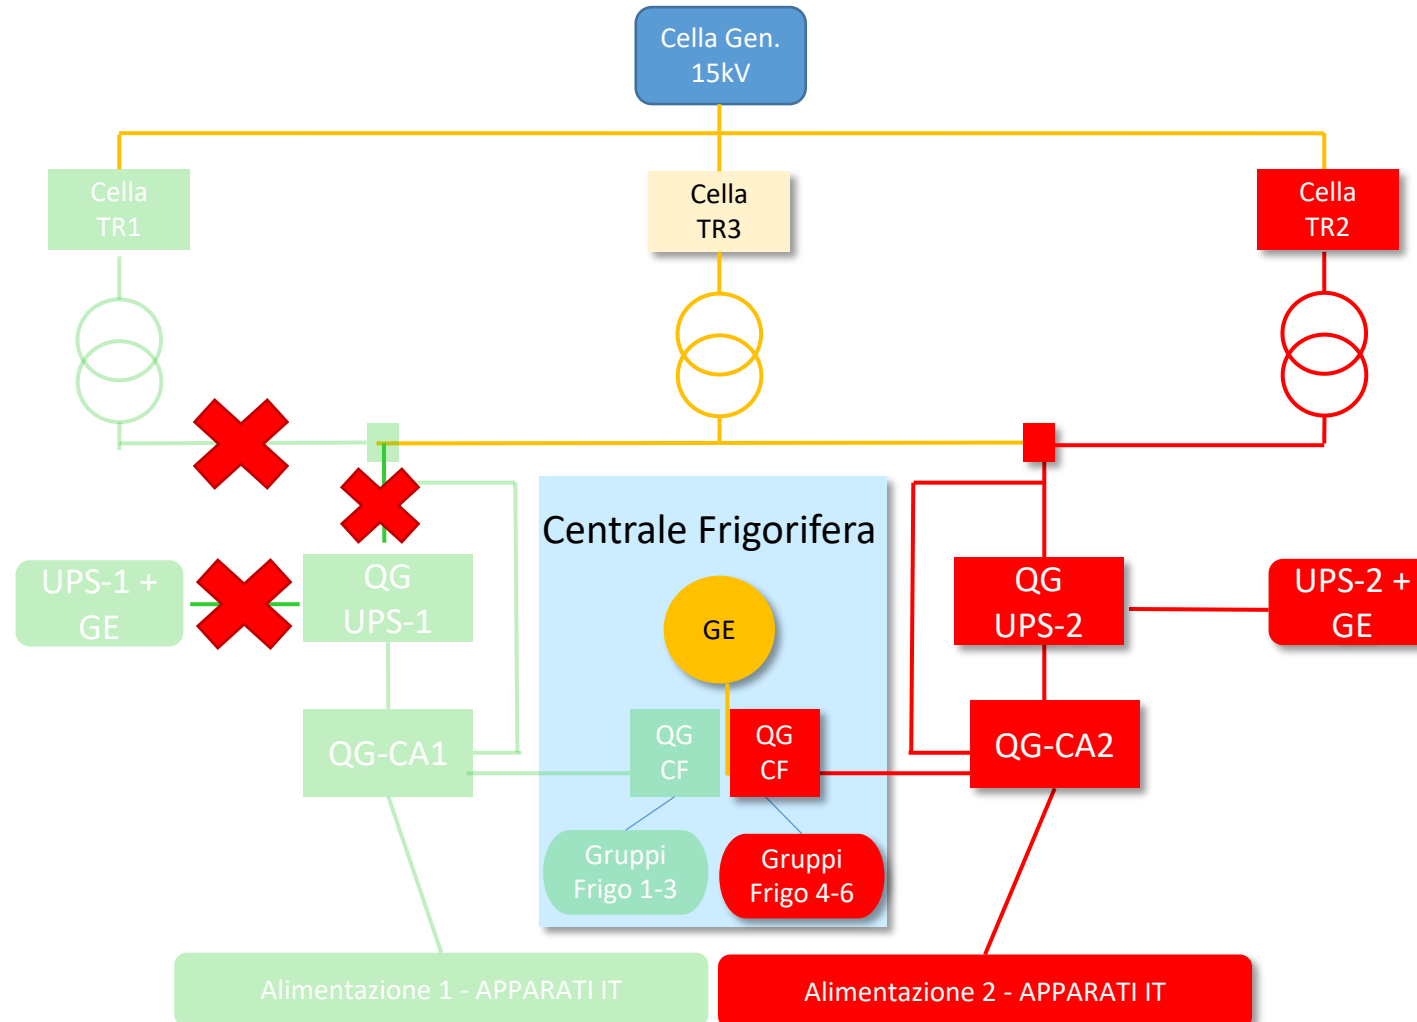 Cella Gen.
15kV
Cella
TR1
Cella
TR3
Cella
TR2
Centrale Frigorifera
UPS-1 +
GE
QG
UPS-1
GE
QG
UPS-2
UPS-2 +
GE
QG-CA1
QG
CF
QG
CF
QG-CA2
Gruppi
Frigo 1-3
Gruppi
Frigo 4-6
Alimentazione 1 - APPARATI IT
Alimentazione 2 - APPARATI IT